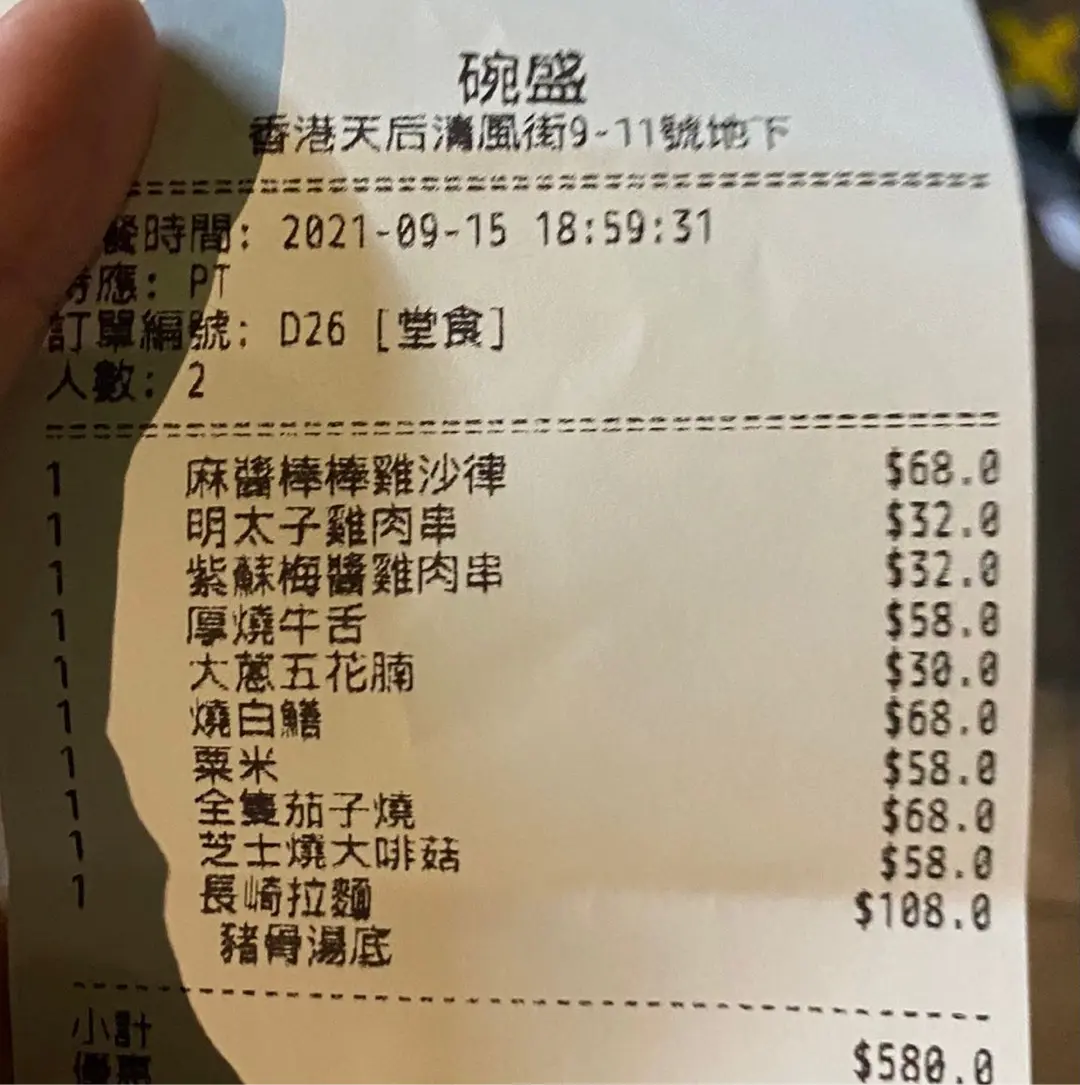 碗盛
香港天后清風街9-11號地下
餐時間: 2021-09-15 18:59:31
侍應: PT
訂單編號: D26 [堂食]
人數: 2
1 麻醬棒棒雞沙律 $68.0
1 明太子雞肉串 $32.0
1 紫蘇梅醬雞肉串 $32.0
1 厚燒牛舌 $58.0
1 大蔥五花腩 $30.0
1 燒白鱔 $68.0
1 粟米 $58.0
1 全隻茄子燒 $68.0
1 芝士燒大啡菇 $58.0
1 長崎拉麵 $108.0
豬骨湯底
小計 $580.0
優惠